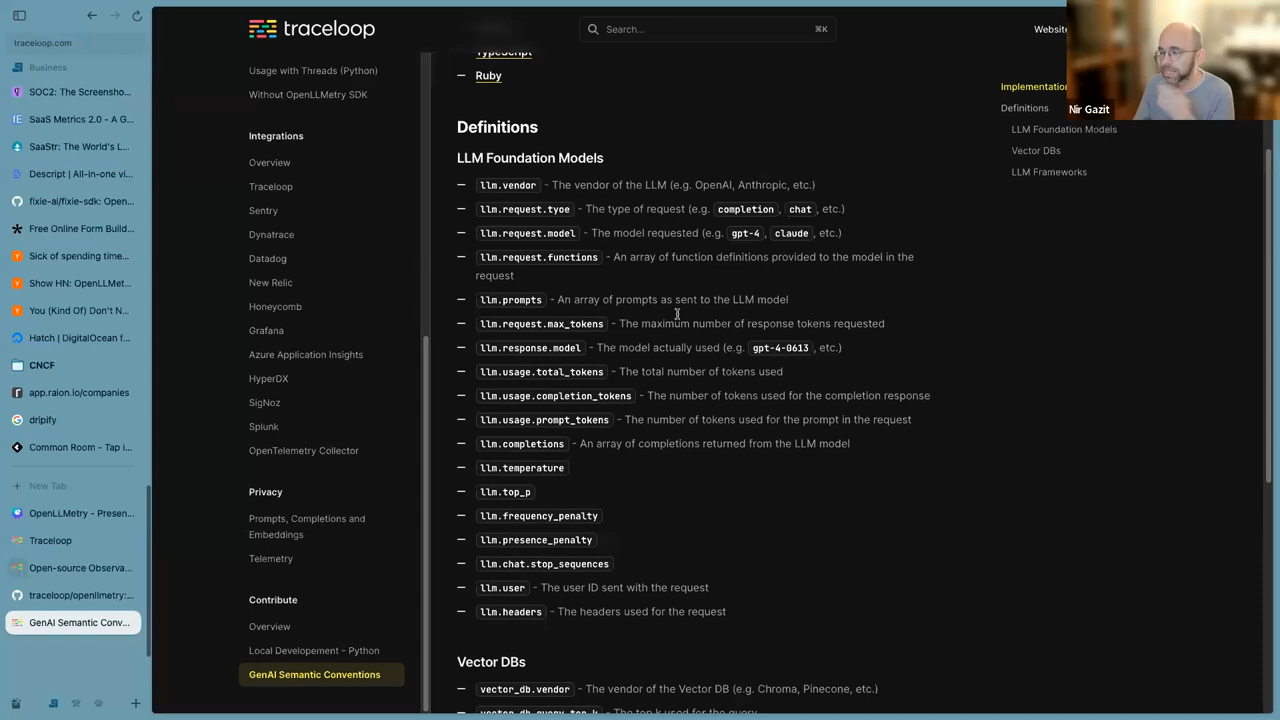 traceloop.com
Business
SOC2: The Screensho...
SaaS Metrics 2.0 - A G...
SaaStr: The World's L...
Descript | All-in-one vi...
fixie-ai/fixie-sdk: Open...
Free Online Form Build...
Sick of spending time...
Show HN: OpenLLMet...
You (Kind Of) Don't N...
Hatch | DigitalOcean f...
CNCF
app.raion.io/companies
dripify
Common Room - Tap i...
New Tab
OpenLLMetry - Presen...
Traceloop
Open-source Observa...
traceloop/openllmetry:...
GenAI Semantic Conv...
traceloop
Search...
⌘K
Website
Usage with Threads (Python)
Without OpenLLMetry SDK
Integrations
Overview
Traceloop
Sentry
Dynatrace
Datadog
New Relic
Honeycomb
Grafana
Azure Application Insights
HyperDX
SigNoz
Splunk
OpenTelemetry Collector
Privacy
Prompts, Completions and
Embeddings
Telemetry
Contribute
Overview
Local Developement - Python
GenAI Semantic Conventions
TypeScript
— Ruby
Definitions
LLM Foundation Models
— llm.vendor - The vendor of the LLM (e.g. OpenAI, Anthropic, etc.)
— llm.request.tyoe - The type of request (e.g. completion, chat, etc.)
— llm.request.model - The model requested (e.g. gpt-4, claude, etc.)
— llm.request.functions - An array of function definitions provided to the model in the
request
— llm.prompts - An array of prompts as sent to the LLM model
— llm.request.max_tokens - The maximum number of response tokens requested
— llm.response.model - The model actually used (e.g. gpt-4-0613, etc.)
— llm.usage.total_tokens - The total number of tokens used
— llm.usage.completion_tokens - The number of tokens used for the completion response
— llm.usage.prompt_tokens - The number of tokens used for the prompt in the request
— llm.completions - An array of completions returned from the LLM model
— llm.temperature
— llm.top_p
— llm.frequency_penalty
— llm.presence_penalty
— llm.chat.stop_sequences
— llm.user - The user ID sent with the request
— llm.headers - The headers used for the request
Vector DBs
— vector_db.vendor - The vendor of the Vector DB (e.g. Chroma, Pinecone, etc.)
— vector_db.query.top_k - The top k used for the query
Implementation
Definitions
LLM Foundation Models
Vector DBs
LLM Frameworks
Nir Gazit